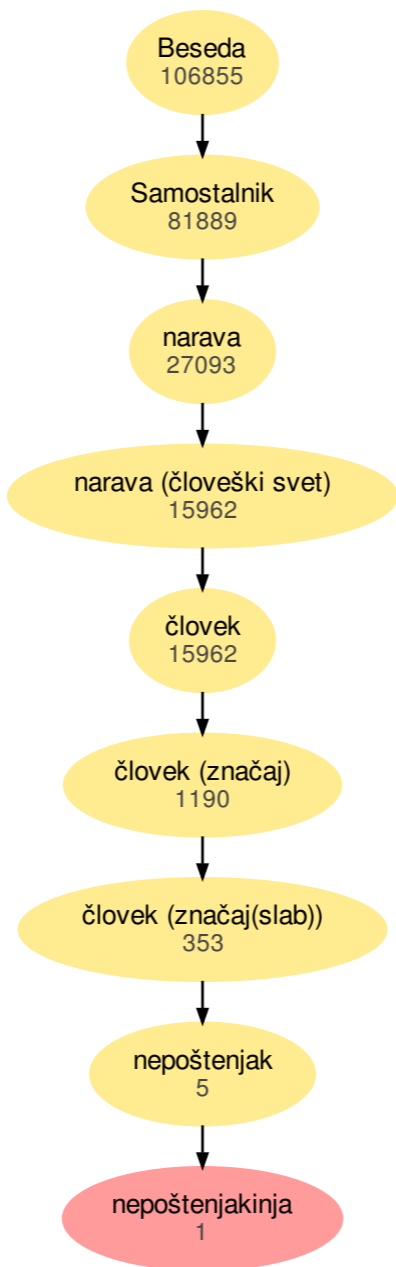 Beseda
106855
Samostalnik
81889
narava
27093
narava (človeški svet)
15962
človek
15962
človek (značaj)
1190
človek (značaj(slab))
353
nepoštenjak
5
nepoštenjakinja
1